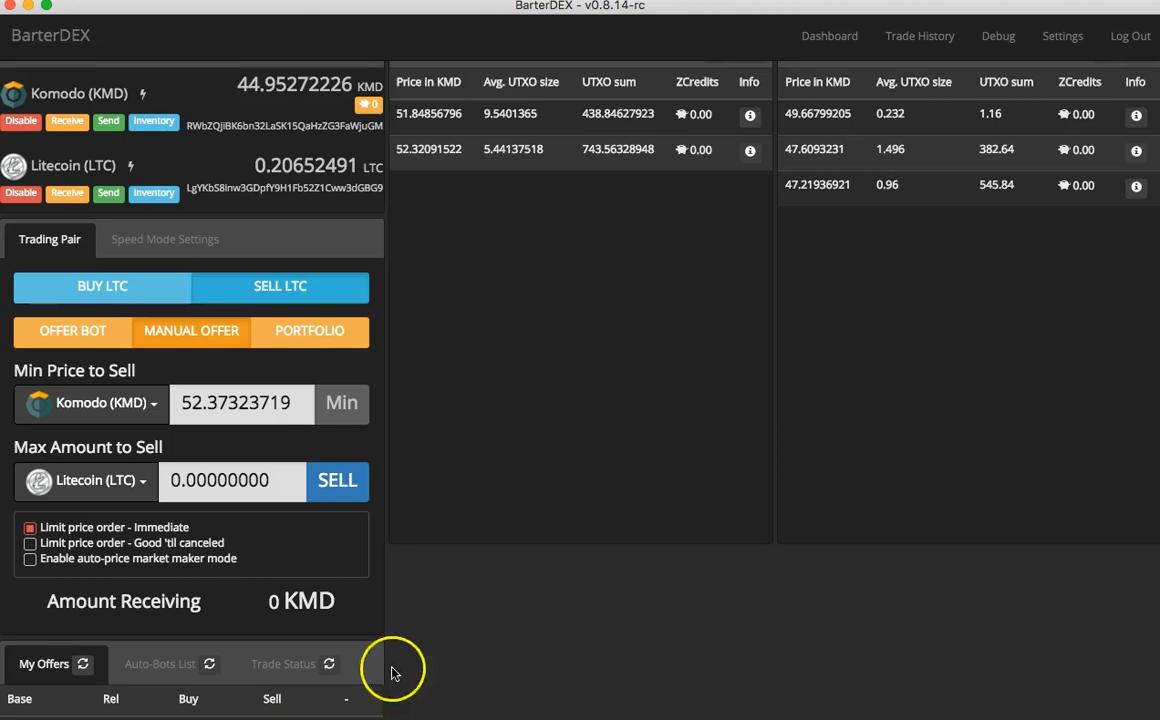 BarterDEX - v0.8.14-rc
BarterDEX
Dashboard Trade History Debug Settings Log Out
Komodo (KMD) 44.95272226 KMD
0
Disable Receive Send Inventory RWbZQjiBK6bn32LaSK15QaHzZG3FaWjuGM
Litecoin (LTC) 0.20652491 LTC
Disable Receive Send Inventory LgYKbS8inw3GDpfY9H1Fb52Z1Cww3dGBG9
Trading Pair Speed Mode Settings
BUY LTC SELL LTC
OFFER BOT MANUAL OFFER PORTFOLIO
Min Price to Sell
Komodo (KMD) 52.37323719 Min
Max Amount to Sell
Litecoin (LTC) 0.00000000 SELL
Limit price order - Immediate
Limit price order - Good 'til canceled
Enable auto-price market maker mode
Amount Receiving 0 KMD
My Offers Auto-Bots List Trade Status
Base Rel Buy Sell -
Price in KMD Avg. UTXO size UTXO sum ZCredits Info
51.84856796 9.5401365 438.84627923 0.00
52.32091522 5.44137518 743.56328948 0.00
Price in KMD Avg. UTXO size UTXO sum ZCredits Info
49.66799205 0.232 1.16 0.00
47.6093231 1.496 382.64 0.00
47.21936921 0.96 545.84 0.00